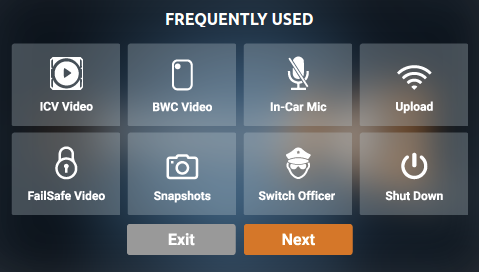 FREQUENTLY USED
ICV Video
BWC Video
In-Car Mic
Upload
FailSafe Video
Snapshots
Switch Officer
Shut Down
Exit
Next